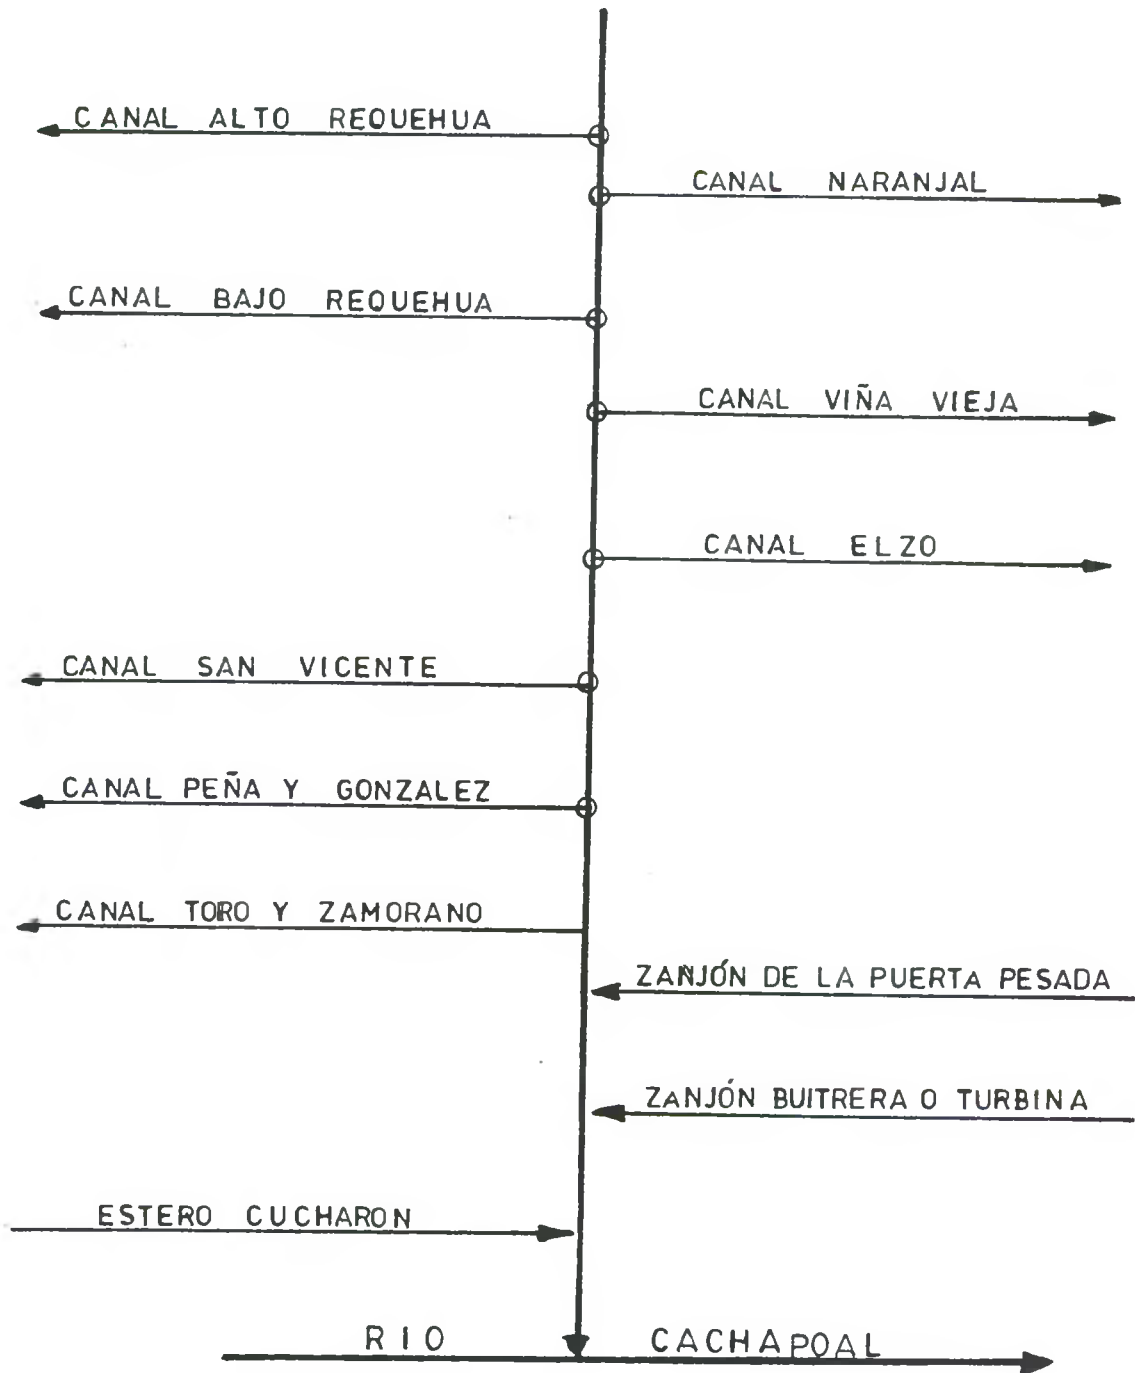 CANAL ALTO REQUEHUA
CANAL NARANJAL
CANAL BAJO REQUEHUA
CANAL VIÑA VIEJA
CANAL ELZO
CANAL SAN VICENTE
CANAL PEÑA Y GONZALEZ
CANAL TORO Y ZAMORANO
ZANJÓN DE LA PUERTA PESADA
ZANJÓN BUITRERA O TURBINA
ESTERO CUCHARON
RIO CACHAPOAL